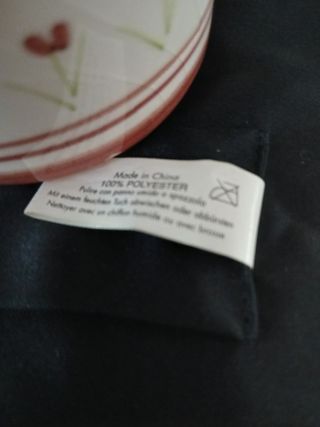 Made in China
100% POLYESTER
Pulire con panno umido o spazzola
Mit einem feuchten Tuch abwischen oder abbürsten
Nettoyer avec un chiffon humide ou avec brosse